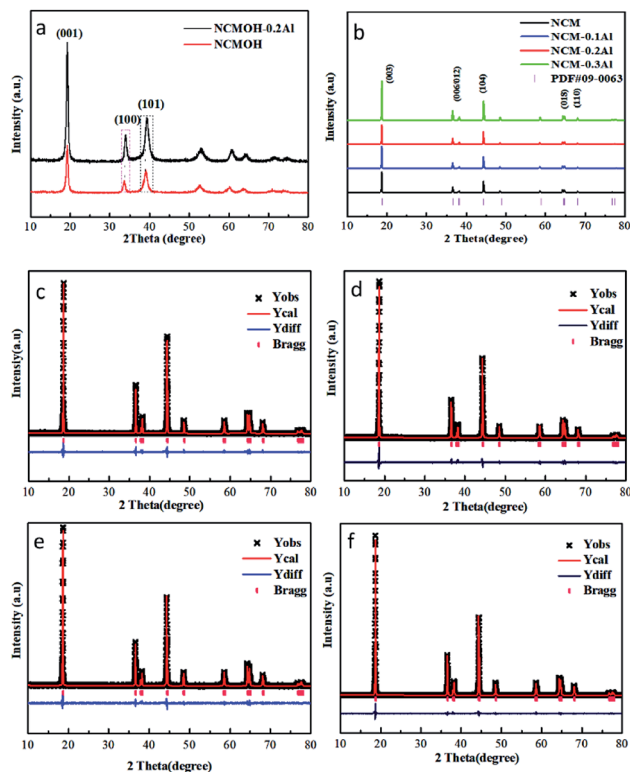 a
NCMOH-0.2Al
NCMOH
(001)
(100)
(101)
10 20 30 40 50 60 70 80
2Theta (degree)
Intensity (a.u)
b
NCM
NCM-0.1Al
NCM-0.2Al
NCM-0.3Al
PDF#09-0063
(003)
(006/012)
(104)
(018)
(110)
10 20 30 40 50 60 70 80
2 Theta(degree)
Intensity (a.u)
c
Yobs
Ycal
Ydiff
Bragg
10 20 30 40 50 60 70 80
2 Theta(degree)
Intensiy(a.u)
d
Yobs
Ycal
Ydiff
Bragg
10 20 30 40 50 60 70 80
2 Theta(degree)
Intensity (a.u)
e
Yobs
Ycal
Ydiff
Bragg
10 20 30 40 50 60 70 80
2 Theta(degree)
Intensity (a.u)
f
Yobs
Ycal
Ydiff
Bragg
10 20 30 40 50 60 70 80
2 Theta(degree)
Intensity (a.u)